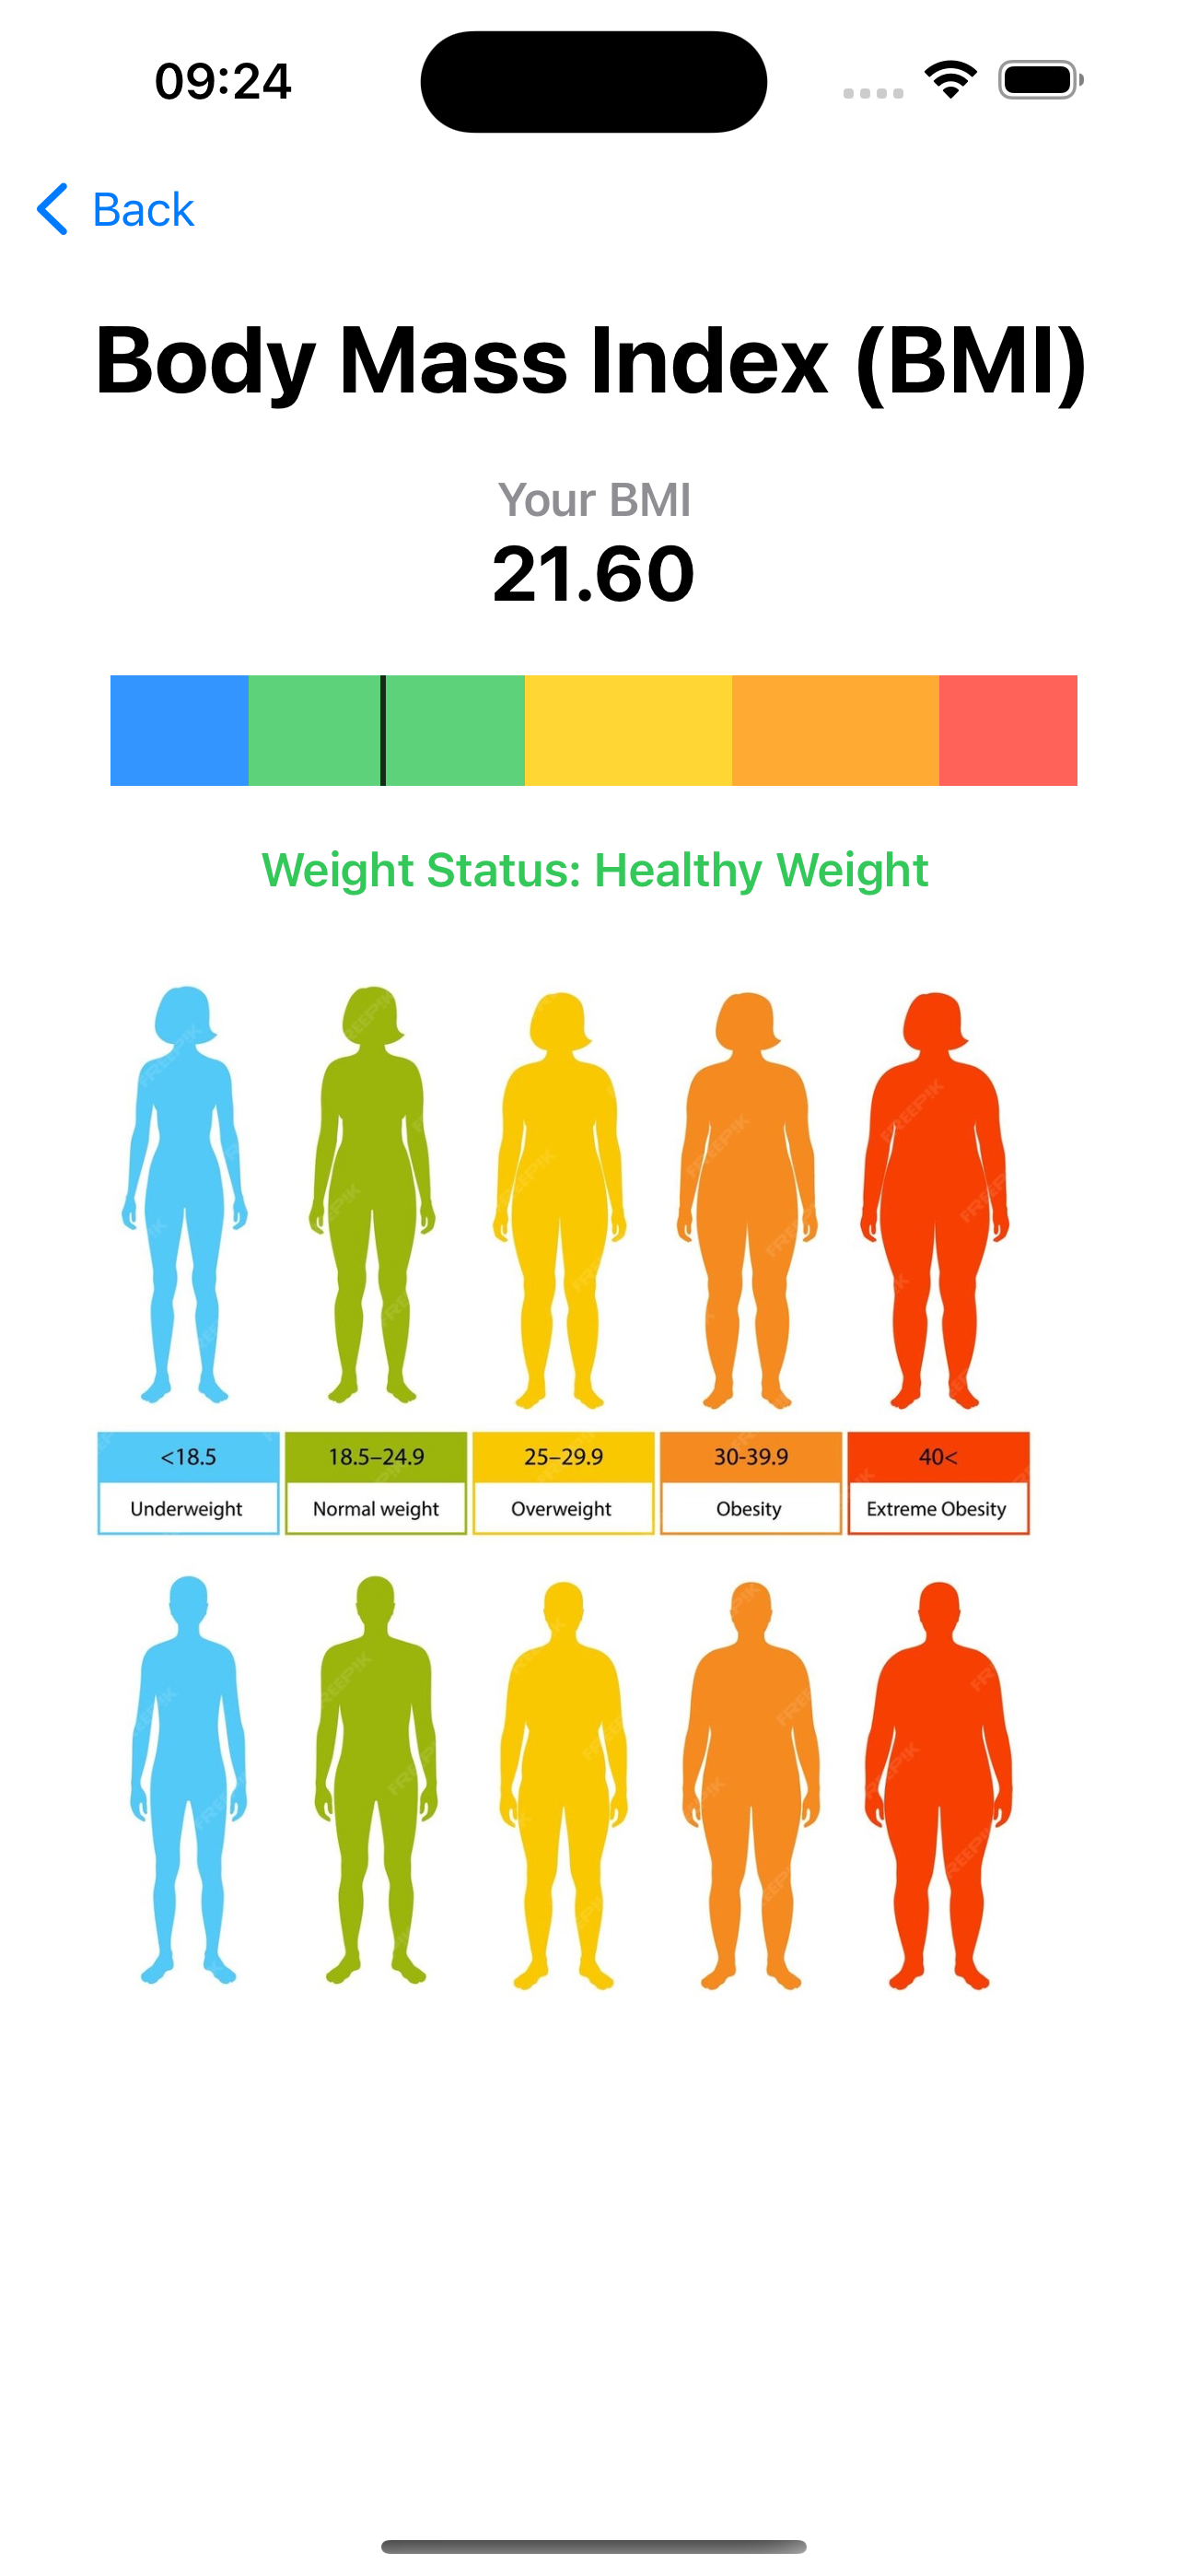 09:24
Back
Body Mass Index (BMI)
Your BMI
21.60
Weight Status: Healthy Weight
<18.5 18.5–24.9 25–29.9 30-39.9 40<
Underweight Normal weight Overweight Obesity Extreme Obesity